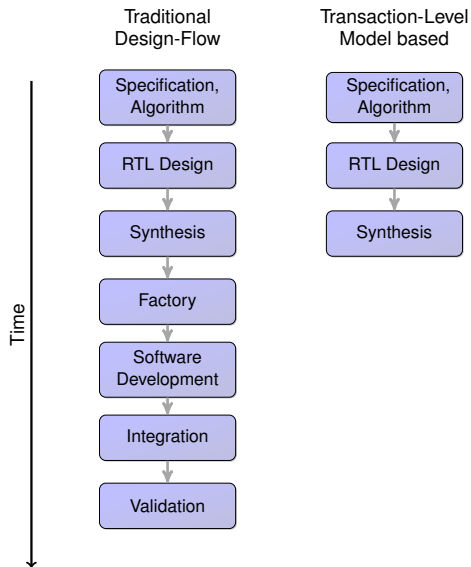 Traditional
Design-Flow
Transaction-Level
Model based
Time
Specification,
Algorithm
RTL Design
Synthesis
Factory
Software
Development
Integration
Validation
Specification,
Algorithm
RTL Design
Synthesis